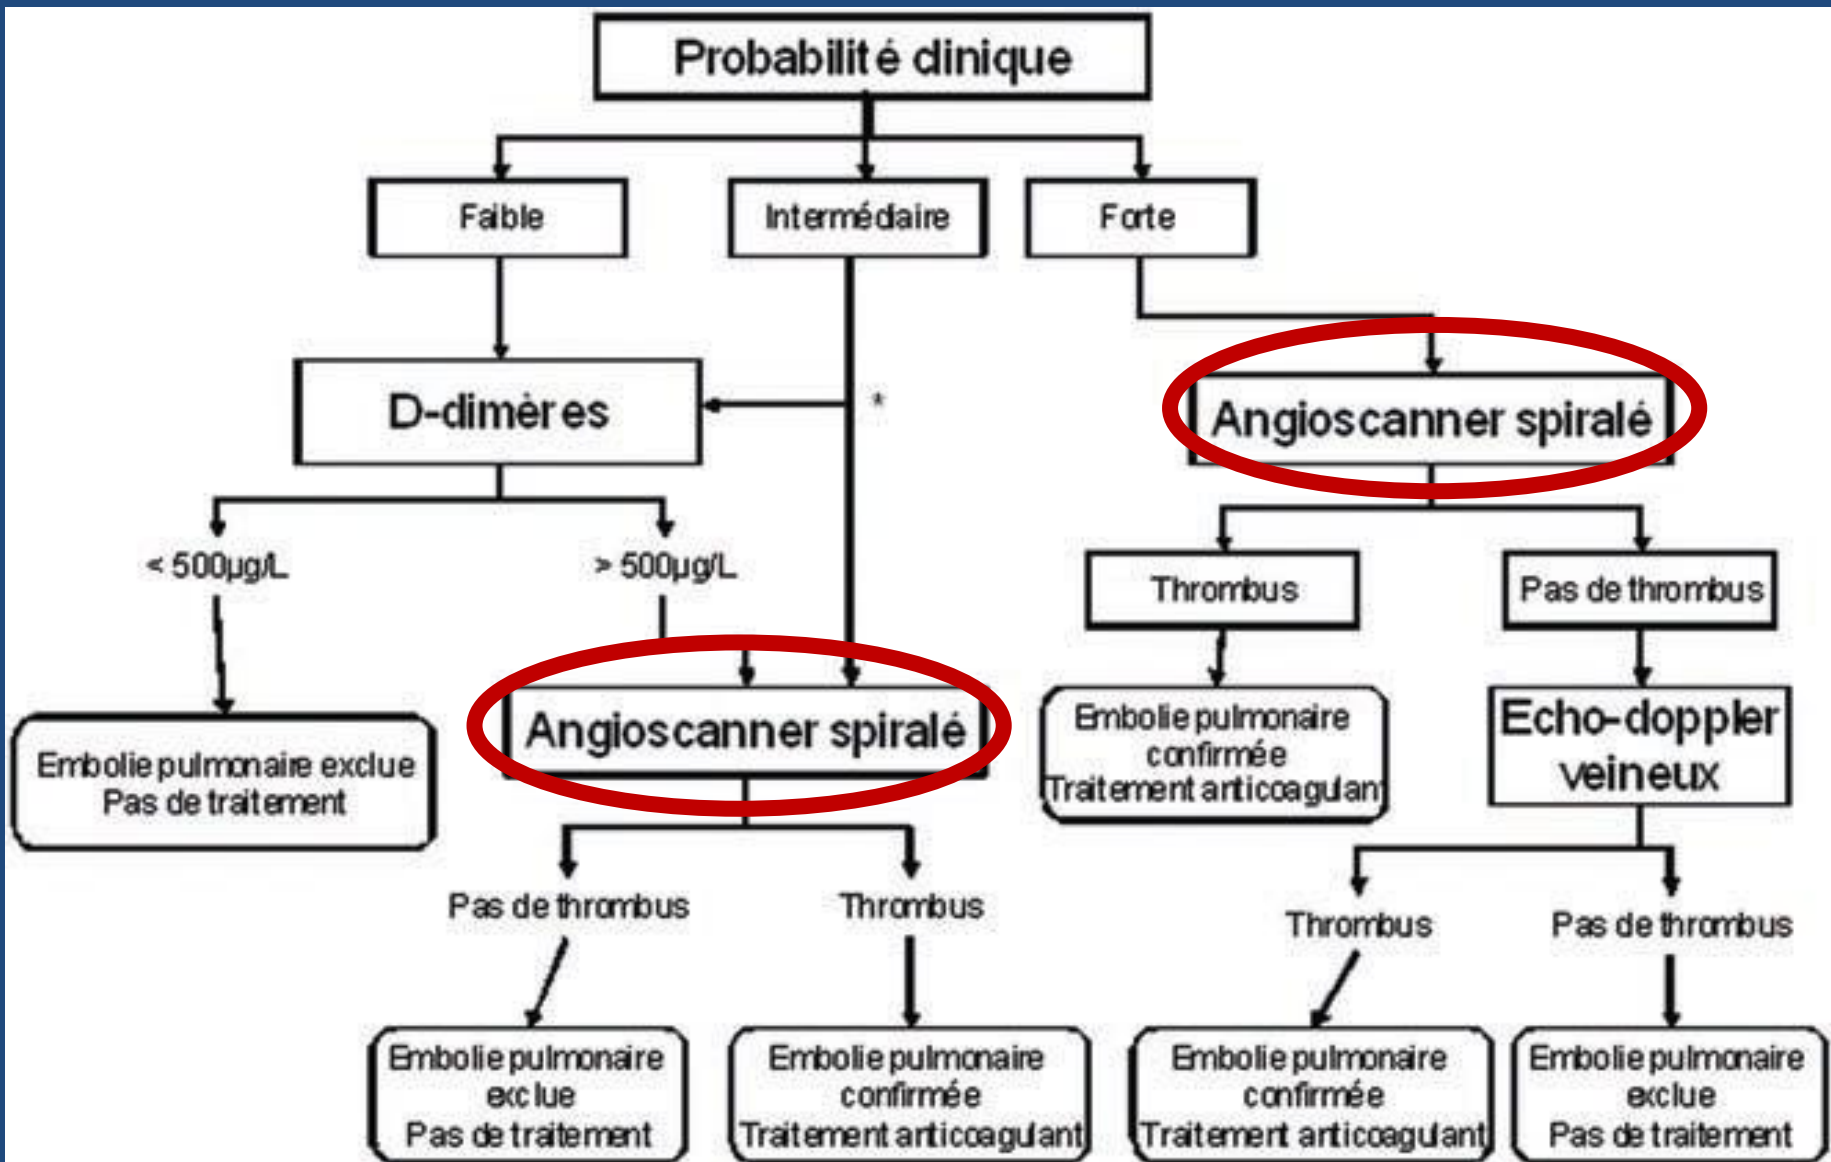 Probabilité clinique
Faible
Intermédiaire
Forte
D-dimères
*
Angioscanner spiralé
< 500µg/L
> 500µg/L
Thrombus
Pas de thrombus
Embolie pulmonaire exclue
Pas de traitement
Angioscanner spiralé
Embolie pulmonaire
confirmée
Traitement anticoagulant
Echo-doppler
veineux
Pas de thrombus
Thrombus
Thrombus
Pas de thrombus
Embolie pulmonaire
exclue
Pas de traitement
Embolie pulmonaire
confirmée
Traitement anticoagulant
Embolie pulmonaire
confirmée
Traitement anticoagulant
Embolie pulmonaire
exclue
Pas de traitement